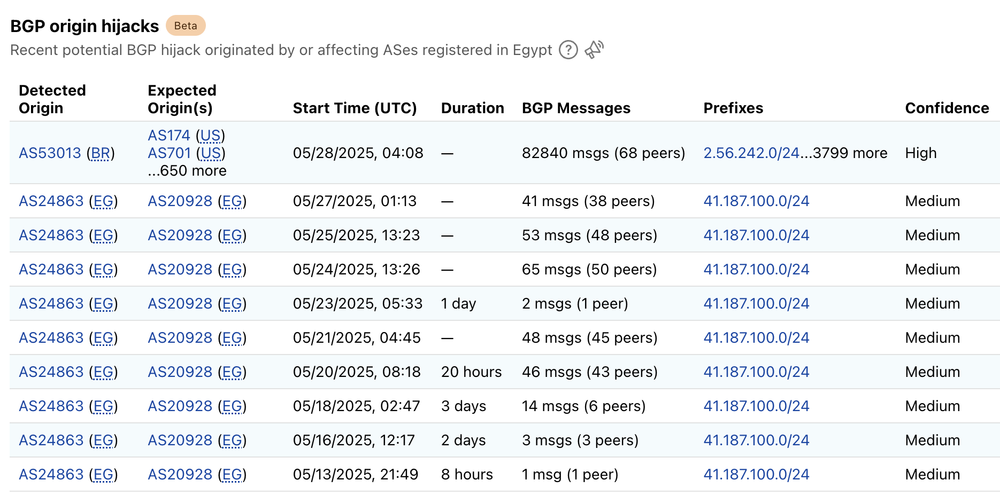 BGP origin hijacks Beta
Recent potential BGP hijack originated by or affecting ASes registered in Egypt ?
Detected Origin Expected Origin(s) Start Time (UTC) Duration BGP Messages Prefixes Confidence
AS53013 (BR) AS174 (US) AS701 (US) ...650 more 05/28/2025, 04:08 — 82840 msgs (68 peers) 2.56.242.0/24...3799 more High
AS24863 (EG) AS20928 (EG) 05/27/2025, 01:13 — 41 msgs (38 peers) 41.187.100.0/24 Medium
AS24863 (EG) AS20928 (EG) 05/25/2025, 13:23 — 53 msgs (48 peers) 41.187.100.0/24 Medium
AS24863 (EG) AS20928 (EG) 05/24/2025, 13:26 — 65 msgs (50 peers) 41.187.100.0/24 Medium
AS24863 (EG) AS20928 (EG) 05/23/2025, 05:33 1 day 2 msgs (1 peer) 41.187.100.0/24 Medium
AS24863 (EG) AS20928 (EG) 05/21/2025, 04:45 — 48 msgs (45 peers) 41.187.100.0/24 Medium
AS24863 (EG) AS20928 (EG) 05/20/2025, 08:18 20 hours 46 msgs (43 peers) 41.187.100.0/24 Medium
AS24863 (EG) AS20928 (EG) 05/18/2025, 02:47 3 days 14 msgs (6 peers) 41.187.100.0/24 Medium
AS24863 (EG) AS20928 (EG) 05/16/2025, 12:17 2 days 3 msgs (3 peers) 41.187.100.0/24 Medium
AS24863 (EG) AS20928 (EG) 05/13/2025, 21:49 8 hours 1 msg (1 peer) 41.187.100.0/24 Medium